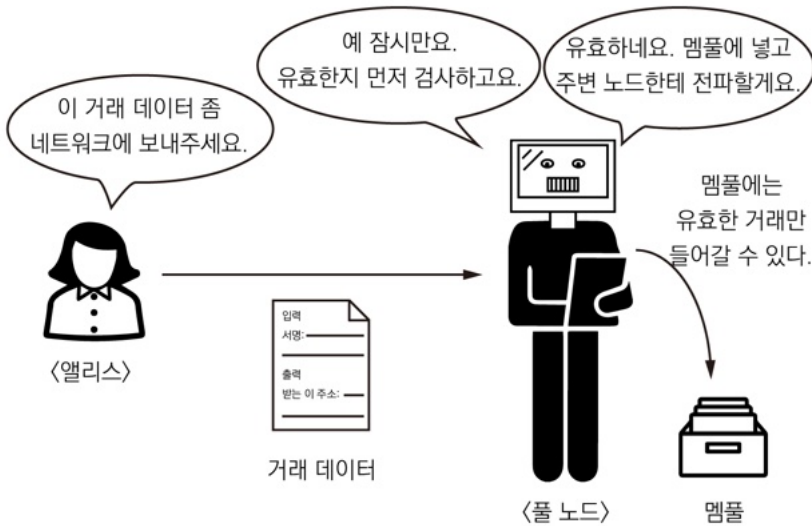 이 거래 데이터 좀
네트워크에 보내주세요.
예 잠시만요.
유효한지 먼저 검사하고요.
유효하네요. 멤풀에 넣고
주변 노드한테 전파할게요.
멤풀에는
유효한 거래만
들어갈 수 있다.
입력
서명:
출력
받는 이 주소:
〈앨리스〉
거래 데이터
〈풀 노드〉
멤풀